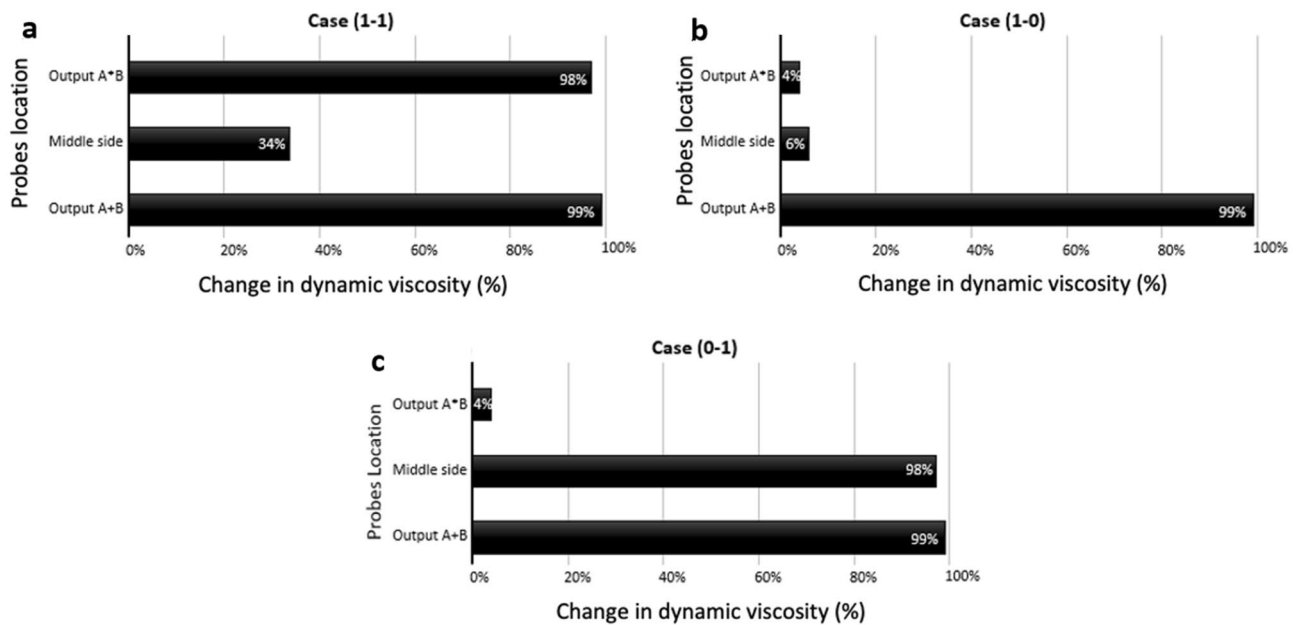 a
Case (1-1)
Probes location
Output A*B
98%
Middle side
34%
Output A+B
99%
0%
20%
40%
60%
80%
100%
Change in dynamic viscosity (%)
b
Case (1-0)
Probes location
Output A*B
4%
Middle side
6%
Output A+B
99%
0%
20%
40%
60%
80%
100%
Change in dynamic viscosity (%)
c
Case (0-1)
Probes Location
Output A*B
4%
Middle side
98%
Output A+B
99%
0%
20%
40%
60%
80%
100%
Change in dynamic viscosity (%)